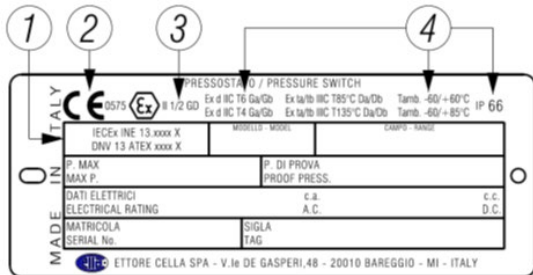 1 2 3 4
PRESSOSTATO / PRESSURE SWITCH
CE 0575 Ex II 1/2 GD
Ex d IIC T6 Ga/Gb Ex ta/tb IIIC T85°C Da/Db Tamb. -60/+60°C
Ex d IIC T4 Ga/Gb Ex ta/tb IIIC T135°C Da/Db Tamb. -60/+85°C
IP 66
IECEx INE 13.xxxx X
DNV 13 ATEX xxxx X
MODELLO - MODEL
CAMPO - RANGE
P. MAX
MAX P.
P. DI PROVA
PROOF PRESS.
DATI ELETTRICI c.a. c.c.
ELECTRICAL RATING A.C. D.C.
MATRICOLA
SERIAL No.
SIGLA
TAG
MADE IN ITALY
ETTORE CELLA SPA - V.le DE GASPERI,48 - 20010 BAREGGIO - MI - ITALY